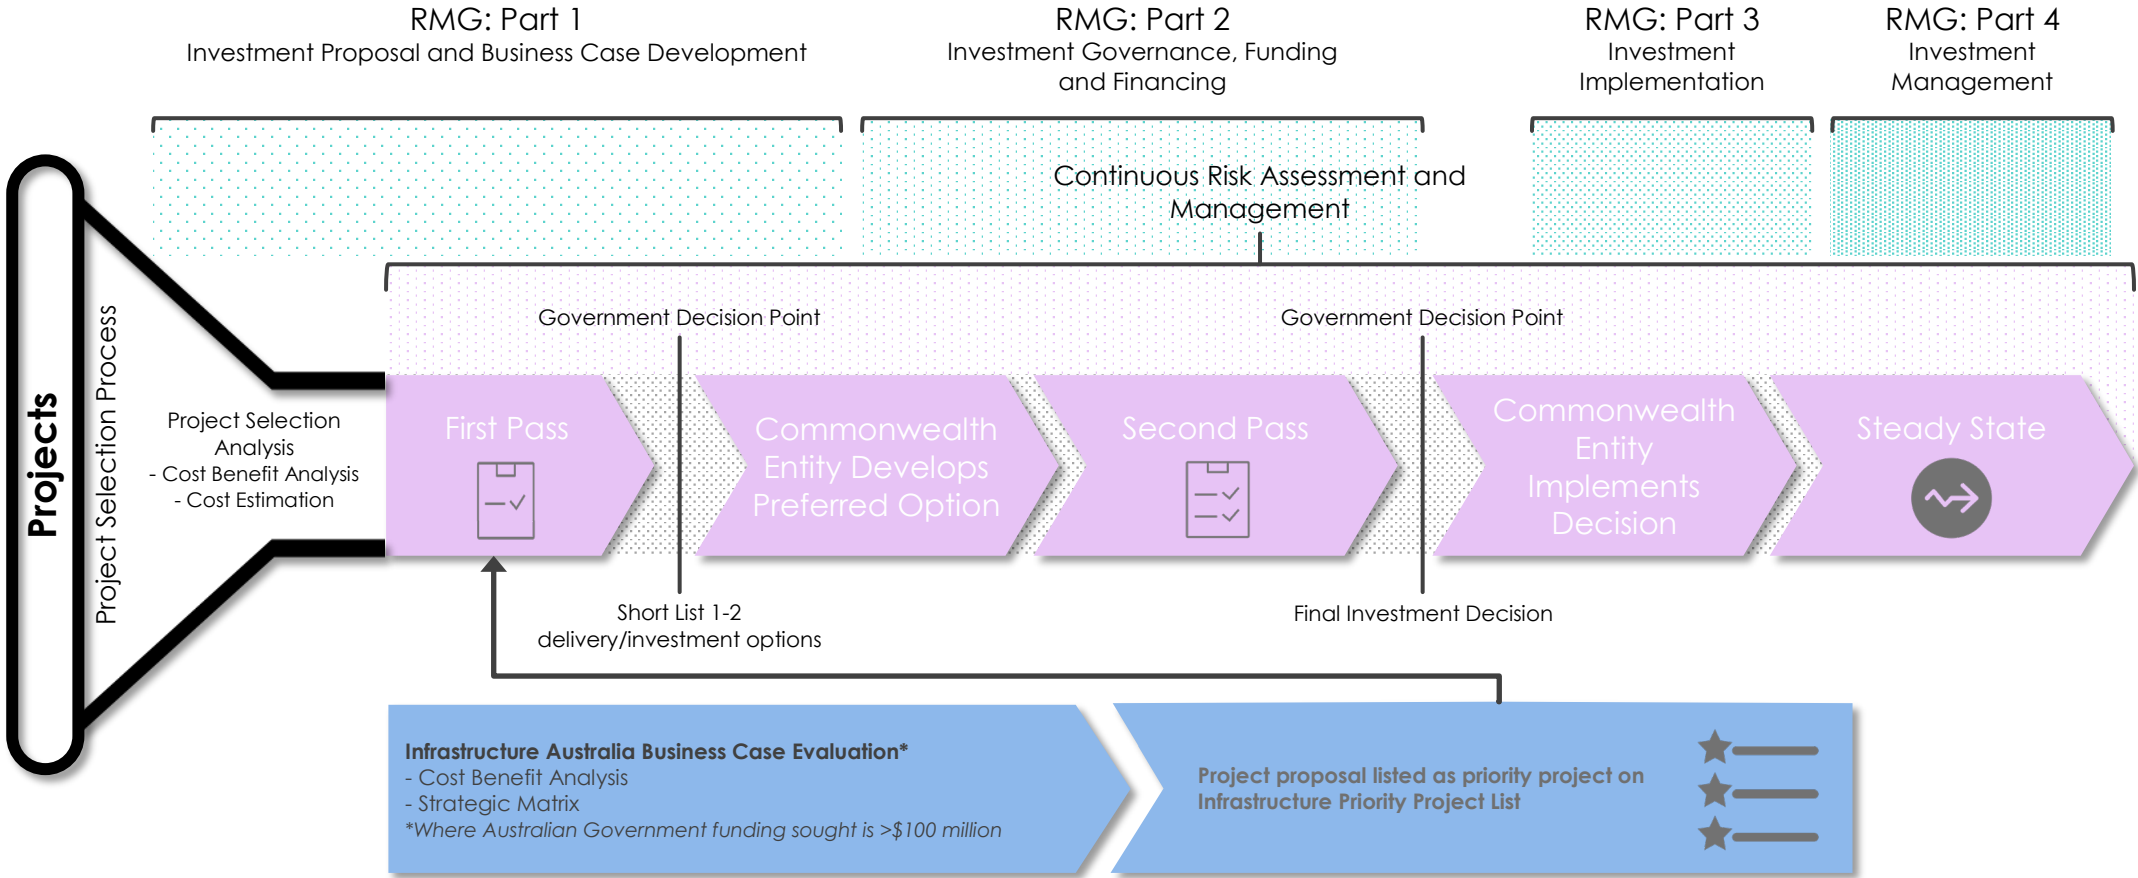 RMG: Part 1
Investment Proposal and Business Case Development
RMG: Part 2
Investment Governance, Funding
and Financing
RMG: Part 3
Investment
Implementation
RMG: Part 4
Investment
Management
Continuous Risk Assessment and
Management
Government Decision Point
Government Decision Point
Projects
Project Selection Process
Project Selection
Analysis
- Cost Benefit Analysis
- Cost Estimation
First Pass
Commonwealth
Entity Develops
Preferred Option
Second Pass
Commonwealth
Entity
Implements
Decision
Steady State
Short List 1-2
delivery/investment options
Final Investment Decision
Infrastructure Australia Business Case Evaluation*
- Cost Benefit Analysis
- Strategic Matrix
*Where Australian Government funding sought is >$100 million
Project proposal listed as priority project on
Infrastructure Priority Project List